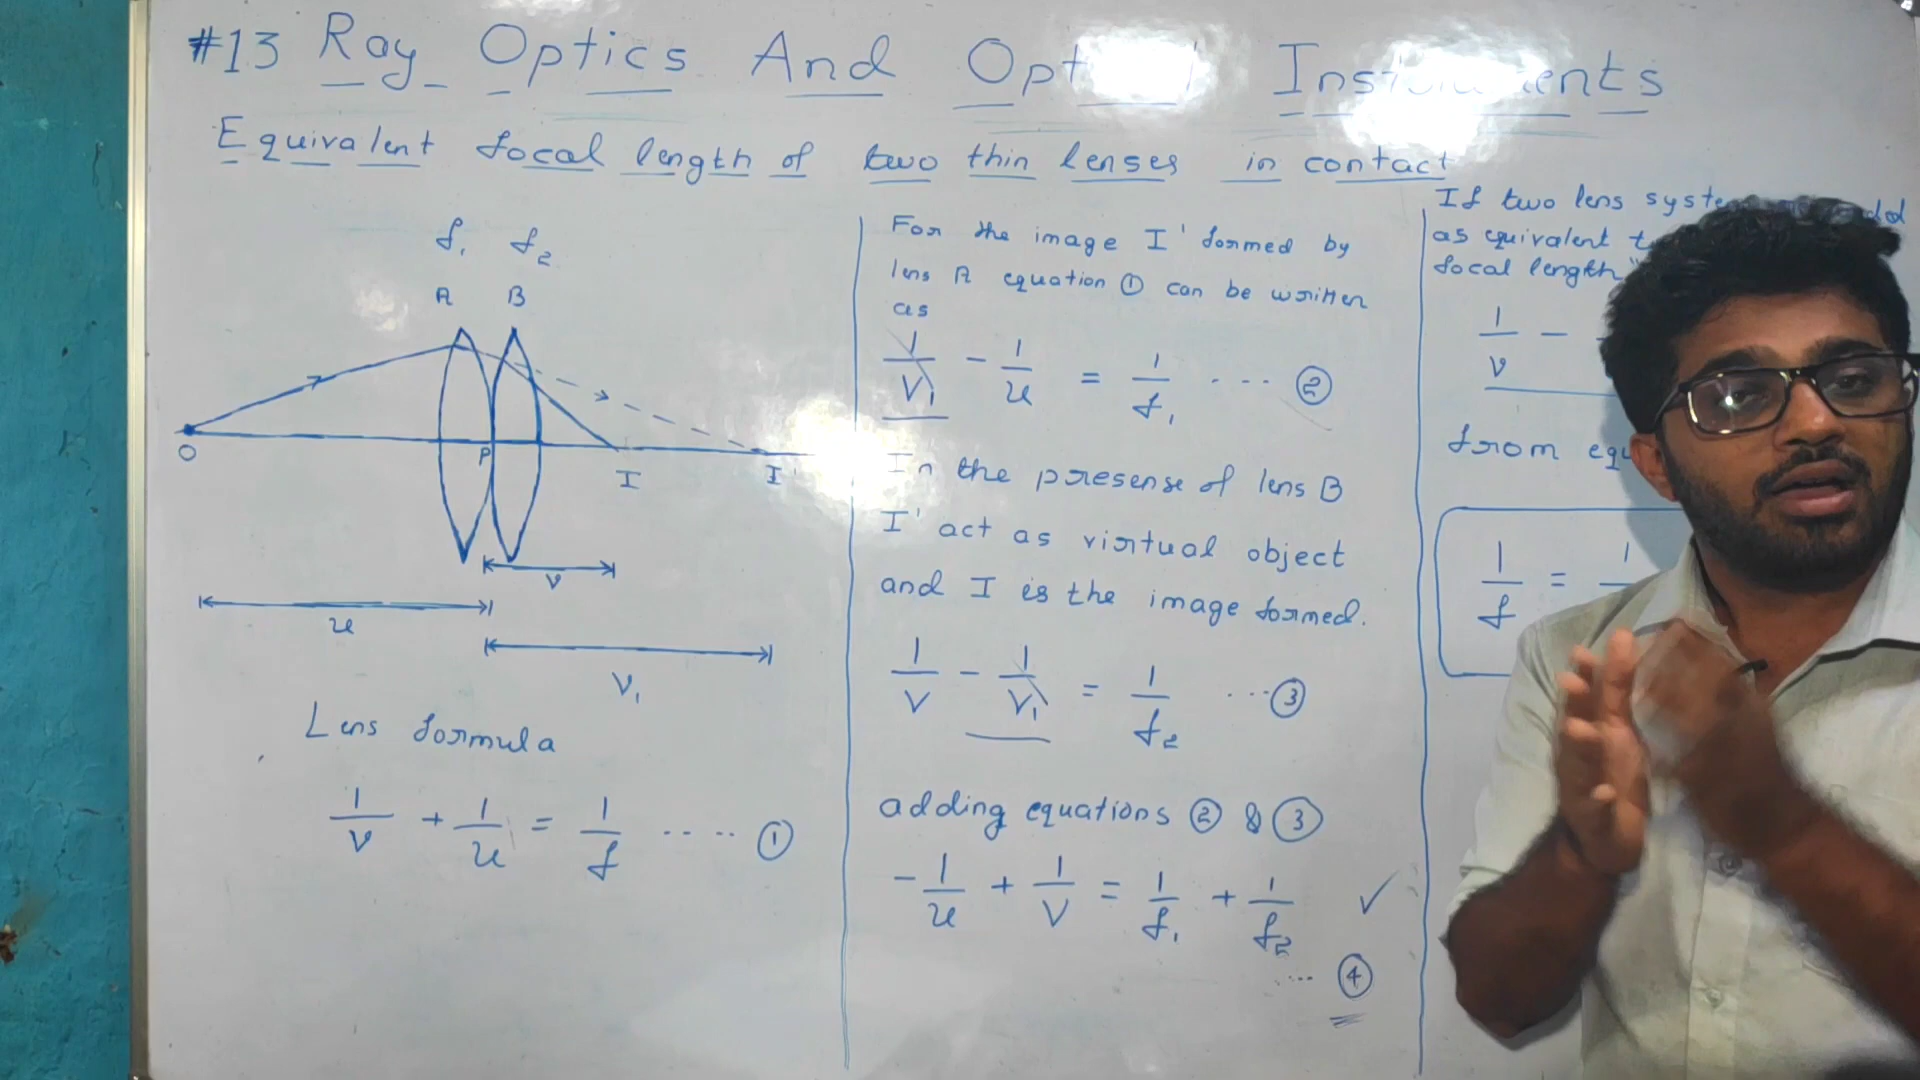 #13 Ray Optics And Instruments
Equivalent focal length of two thin lenses in contact
f₁ f₂
A B
O P I I'
v
u
V₁
Lens formula
1/v + 1/u = 1/f ..... ①
For the image I' formed by
lens A equation ① can be written
as
1/V₁ - 1/u = 1/f₁ .... ②
In the presense of lens B
I' act as virtual object
and I is the image formed.
1/v - 1/V₁ = 1/f₂ ... ③
adding equations ② & ③
-1/u + 1/V = 1/f₁ + 1/f₂ ✓
... ④
If two lens
as equivalent
focal length
1/v -
from
1/f = 1